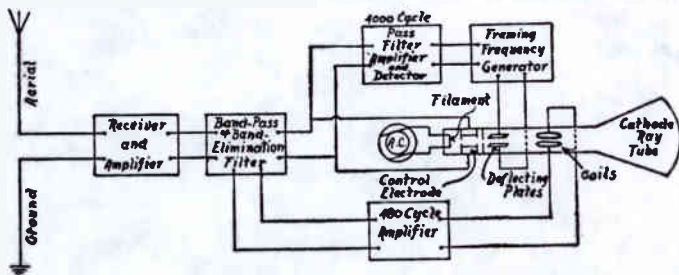 4000 Cycle
Pass
Filter
Amplifier
and
Detector
Framing
Frequency
Generator
Aerial
Filament
Receiver
and
Amplifier
Band-Pass
& Band-
Elimination
Filter
A.C.
Cathode
Ray
Tube
Control
Electrode
Deflecting
Plates
Coils
Ground
480 Cycle
Amplifier